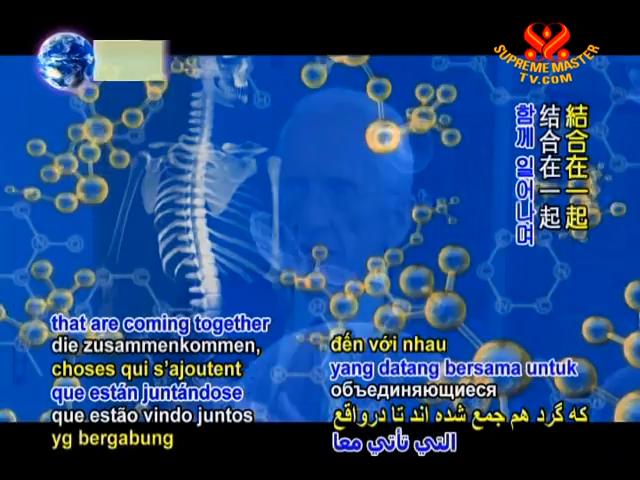 SUPREME MASTER
TV.COM
結合在一起
结合在一起
함께 일어나며
that are coming together
die zusammenkommen,
choses qui s'ajoutent
que están juntándose
que estão vindo juntos
yg bergabung
đến với nhau
yang datang bersama untuk
объединяющиеся
که گرد هم جمع شده اند تا درواقع
التي تأتي معا